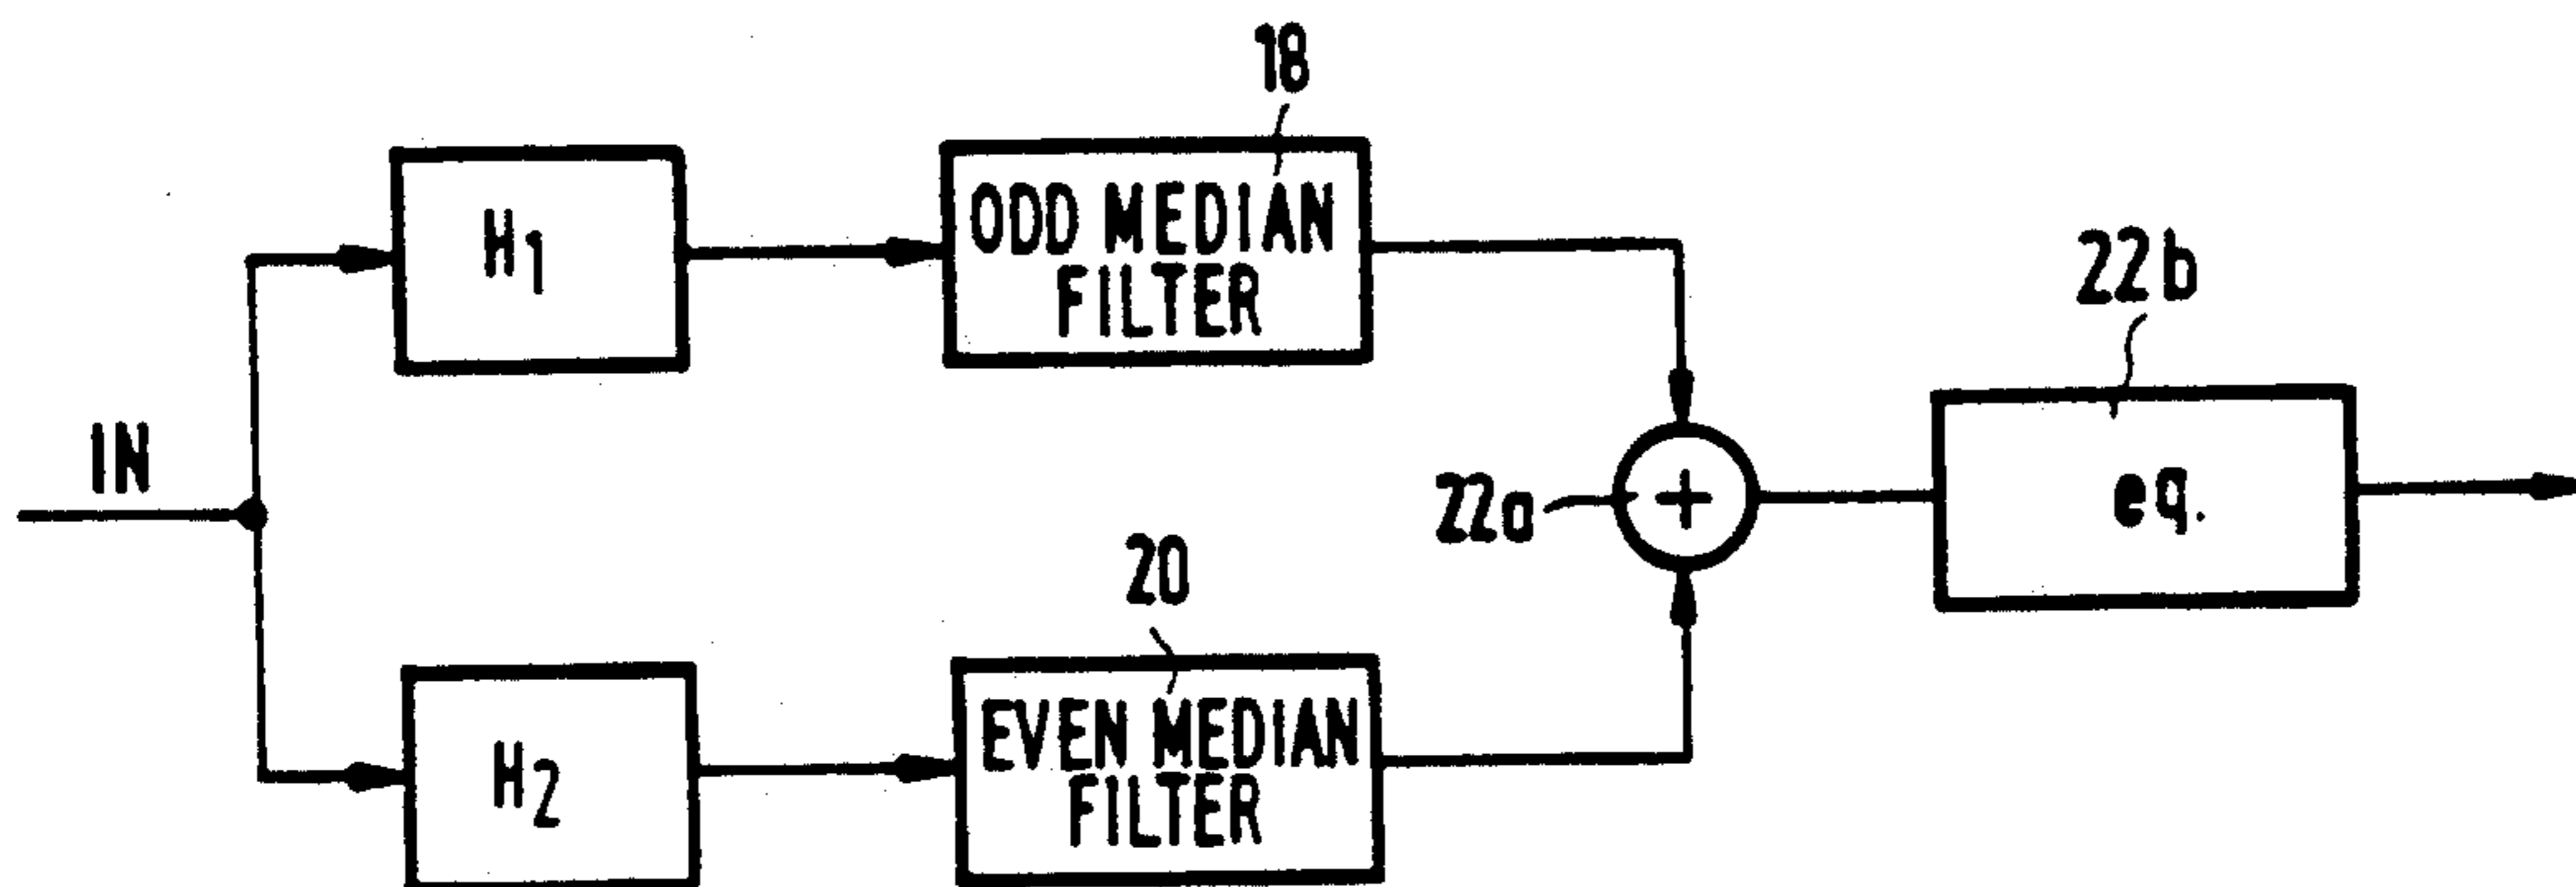 18
H1
ODD MEDIAN
FILTER
22b
IN
22a
+
eq.
20
H2
EVEN MEDIAN
FILTER